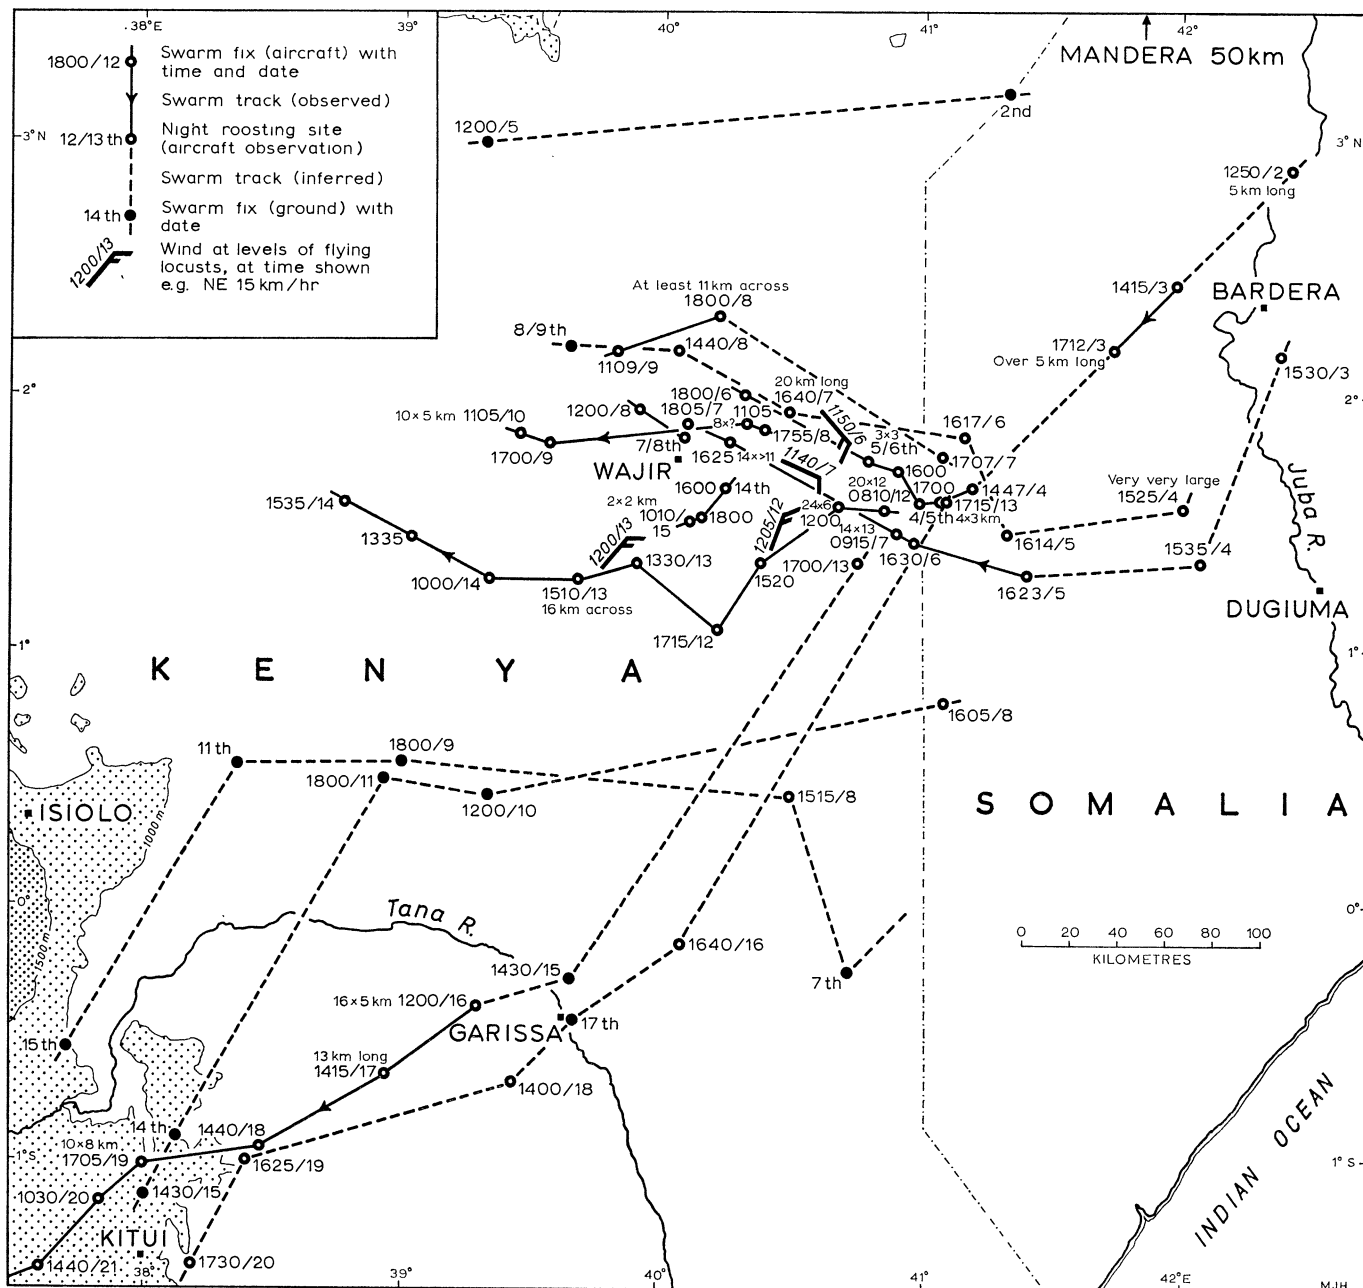 38°E
39°
40°
41°
42°
1800/12
Swarm fix (aircraft) with
time and date
Swarm track (observed)
12/13th
Night roosting site
(aircraft observation)
Swarm track (inferred)
14th
Swarm fix (ground) with
date
1200/13
Wind at levels of flying
locusts, at time shown
e.g. NE 15 km/hr
MANDERA 50km
2nd
1200/5
3°N
3°N
1250/2
5 km long
1415/3
BARDERA
1712/3
Over 5 km long
1530/3
At least 11 km across
1800/8
8/9th
1440/8
1109/9
2°
2°
1800/6
20 km long
1640/7
1150/6
1617/6
10 × 5 km 1105/10
1200/8
1805/7
8×?
1105
1755/8
3×3
5/6th
1700/9
7/8th
WAJIR
1625
14×>11
1140/7
1600
1707/7
1447/4
1700
1715/13
4/5th
4×3km
20×12
0810/12
24×6
1200
14×13
0915/7
1630/6
Very very large
1525/4
1614/5
1535/4
1623/5
Juba R.
DUGIUMA
1535/14
1335
1000/14
2×2 km
1010/
15
1600
14th
1800
1200/13
1205/12
1330/13
1520
1700/13
1510/13
16 km across
1715/12
1°
1°
KENYA
1605/8
11th
1800/9
1800/11
1200/10
1515/8
SOMALIA
ISIOLO
1000 m.
1500 m
Tana R.
0°
0°
1640/16
7th
0 20 40 60 80 100
KILOMETRES
1430/15
16 × 5 km 1200/16
GARISSA
17th
15th
13 km long
1415/17
1400/18
14th
1440/18
10 × 8 km
1705/19
1625/19
1°S
1°S
1030/20
1430/15
KITUI
1730/20
1440/21
INDIAN OCEAN
38°
39°
40°
41°
42°E
MJH